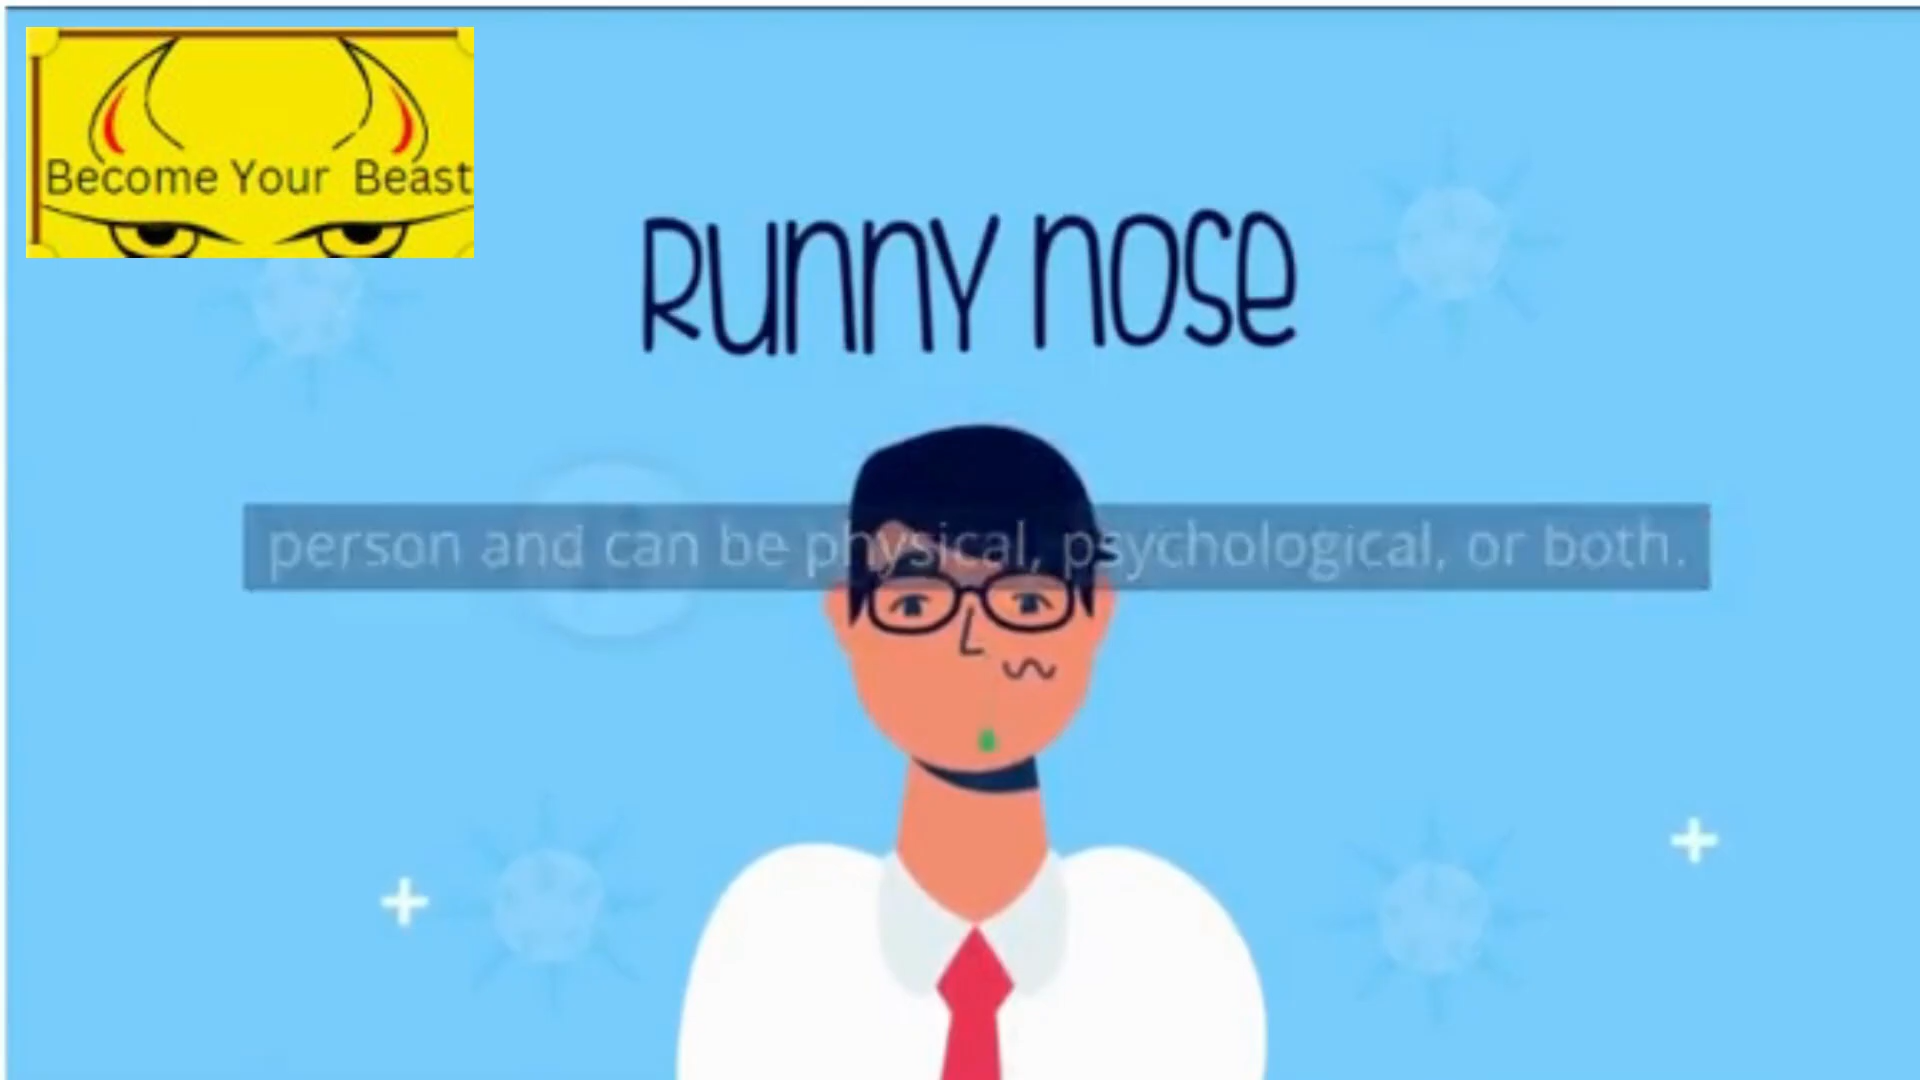 Become Your Beast
Runny nose
person and can be physical, psychological, or both.